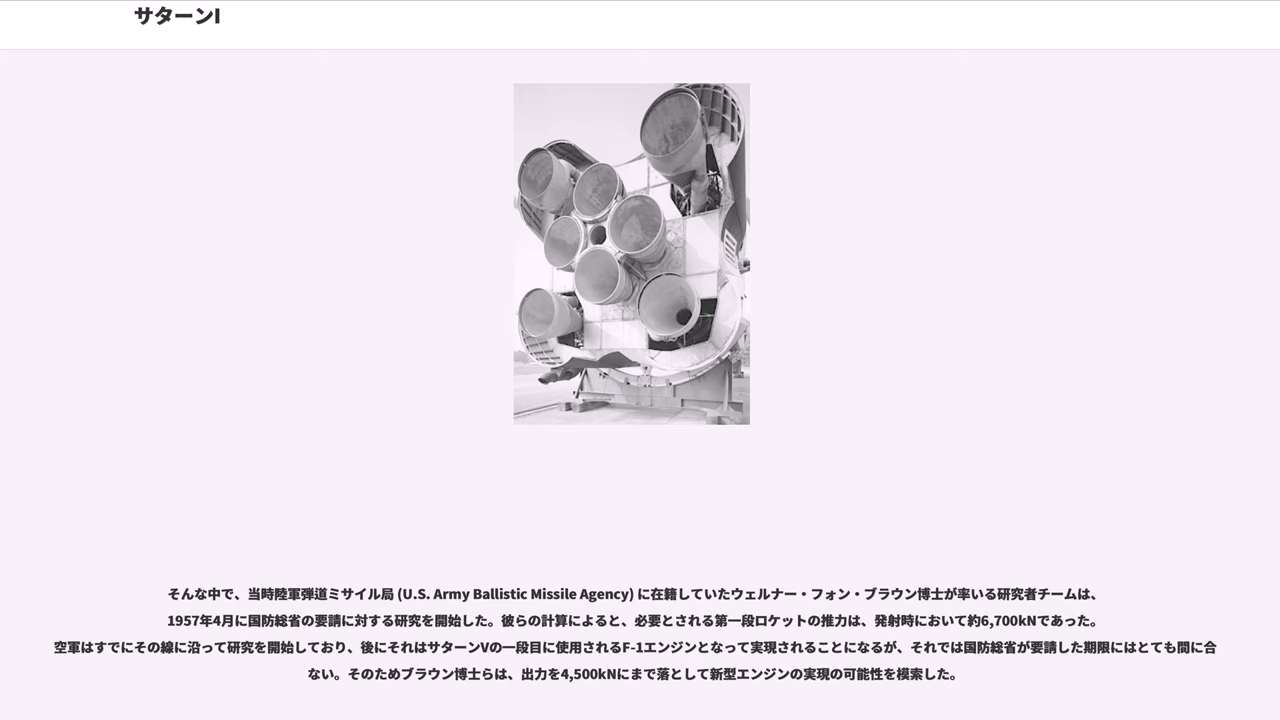 サターンI
そんな中で、当時陸軍弾道ミサイル局 (U.S. Army Ballistic Missile Agency) に在籍していたウェルナー・フォン・ブラウン博士が率いる研究者チームは、
1957年4月に国防総省の要請に対する研究を開始した。彼らの計算によると、必要とされる第一段ロケットの推力は、発射時において約6,700kNであった。
空軍はすでにその線に沿って研究を開始しており、後にそれはサターンVの一段目に使用されるF-1エンジンとなって実現されることになるが、それでは国防総省が要請した期限にはとても間に合
ない。そのためブラウン博士らは、出力を4,500kNにまで落として新型エンジンの実現の可能性を模索した。